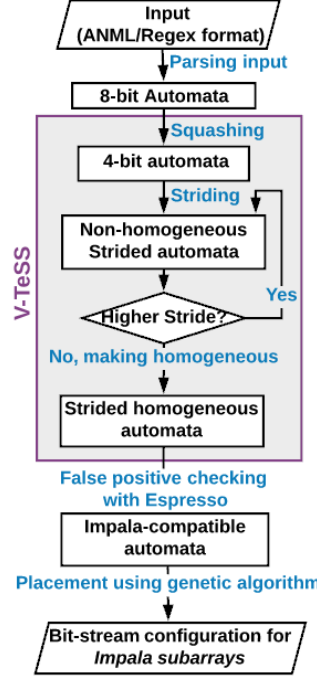 Input
(ANML/Regex format)
Parsing input
8-bit Automata
Squashing
4-bit automata
Striding
Non-homogeneous
Strided automata
Yes
Higher Stride?
No, making homogeneous
Strided homogeneous
automata
V-TeSS
False positive checking
with Espresso
Impala-compatible
automata
Placement using genetic algorithm
Bit-stream configuration for
Impala subarrays